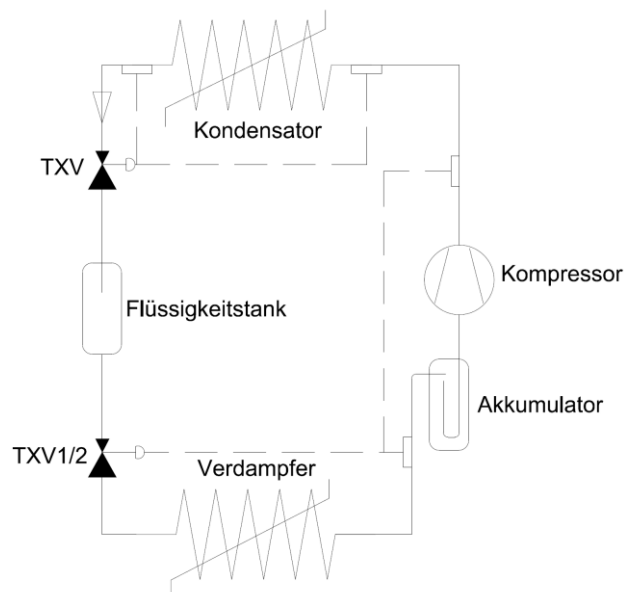 Kondensator
TXV
Kompressor
Flüssigkeitstank
Akkumulator
TXV1/2
Verdampfer